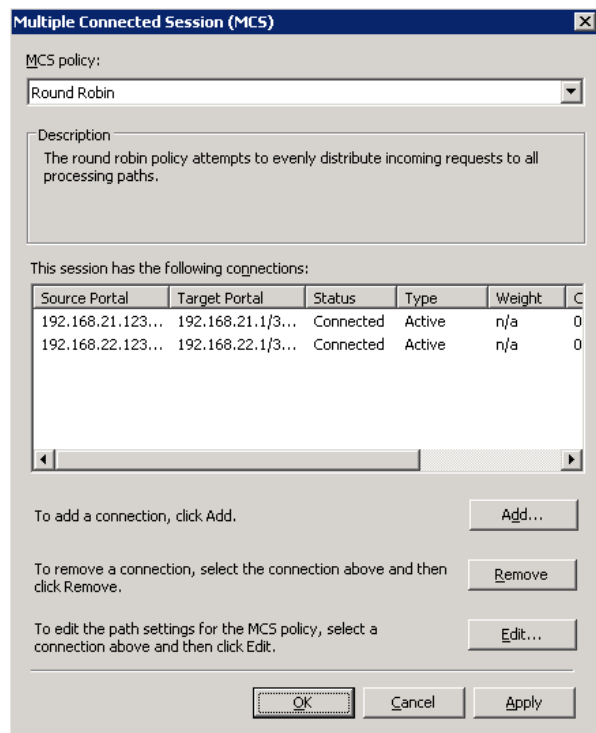 Multiple Connected Session (MCS)
MCS policy:
Round Robin
Description
The round robin policy attempts to evenly distribute incoming requests to all
processing paths.
This session has the following connections:
Source Portal Target Portal Status Type Weight C
192.168.21.123... 192.168.21.1/3... Connected Active n/a 0
192.168.22.123... 192.168.22.1/3... Connected Active n/a 0
To add a connection, click Add.
Add...
To remove a connection, select the connection above and then
click Remove.
Remove
To edit the path settings for the MCS policy, select a
connection above and then click Edit.
Edit...
OK Cancel Apply